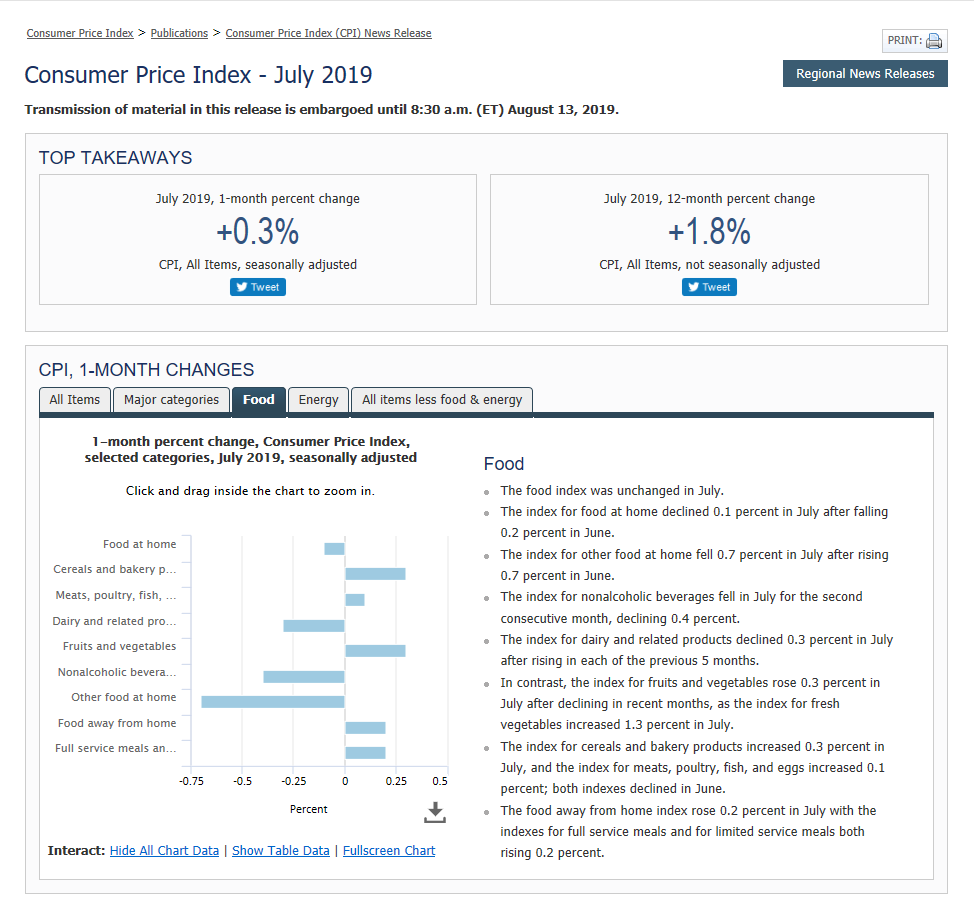 Consumer Price Index > Publications > Consumer Price Index (CPI) News Release
PRINT:
Consumer Price Index - July 2019
Regional News Releases
Transmission of material in this release is embargoed until 8:30 a.m. (ET) August 13, 2019.
TOP TAKEAWAYS
July 2019, 1-month percent change
+0.3%
CPI, All Items, seasonally adjusted
Tweet
July 2019, 12-month percent change
+1.8%
CPI, All Items, not seasonally adjusted
Tweet
CPI, 1-MONTH CHANGES
All Items
Major categories
Food
Energy
All items less food & energy
1-month percent change, Consumer Price Index,
selected categories, July 2019, seasonally adjusted
Click and drag inside the chart to zoom in.
Food at home
Cereals and bakery p...
Meats, poultry, fish, ...
Dairy and related pro...
Fruits and vegetables
Nonalcoholic bevera...
Other food at home
Food away from home
Full service meals an...
-0.75 -0.5 -0.25 0 0.25 0.5
Percent
Interact: Hide All Chart Data | Show Table Data | Fullscreen Chart
Food
The food index was unchanged in July.
The index for food at home declined 0.1 percent in July after falling
0.2 percent in June.
The index for other food at home fell 0.7 percent in July after rising
0.7 percent in June.
The index for nonalcoholic beverages fell in July for the second
consecutive month, declining 0.4 percent.
The index for dairy and related products declined 0.3 percent in July
after rising in each of the previous 5 months.
In contrast, the index for fruits and vegetables rose 0.3 percent in
July after declining in recent months, as the index for fresh
vegetables increased 1.3 percent in July.
The index for cereals and bakery products increased 0.3 percent in
July, and the index for meats, poultry, fish, and eggs increased 0.1
percent; both indexes declined in June.
The food away from home index rose 0.2 percent in July with the
indexes for full service meals and for limited service meals both
rising 0.2 percent.